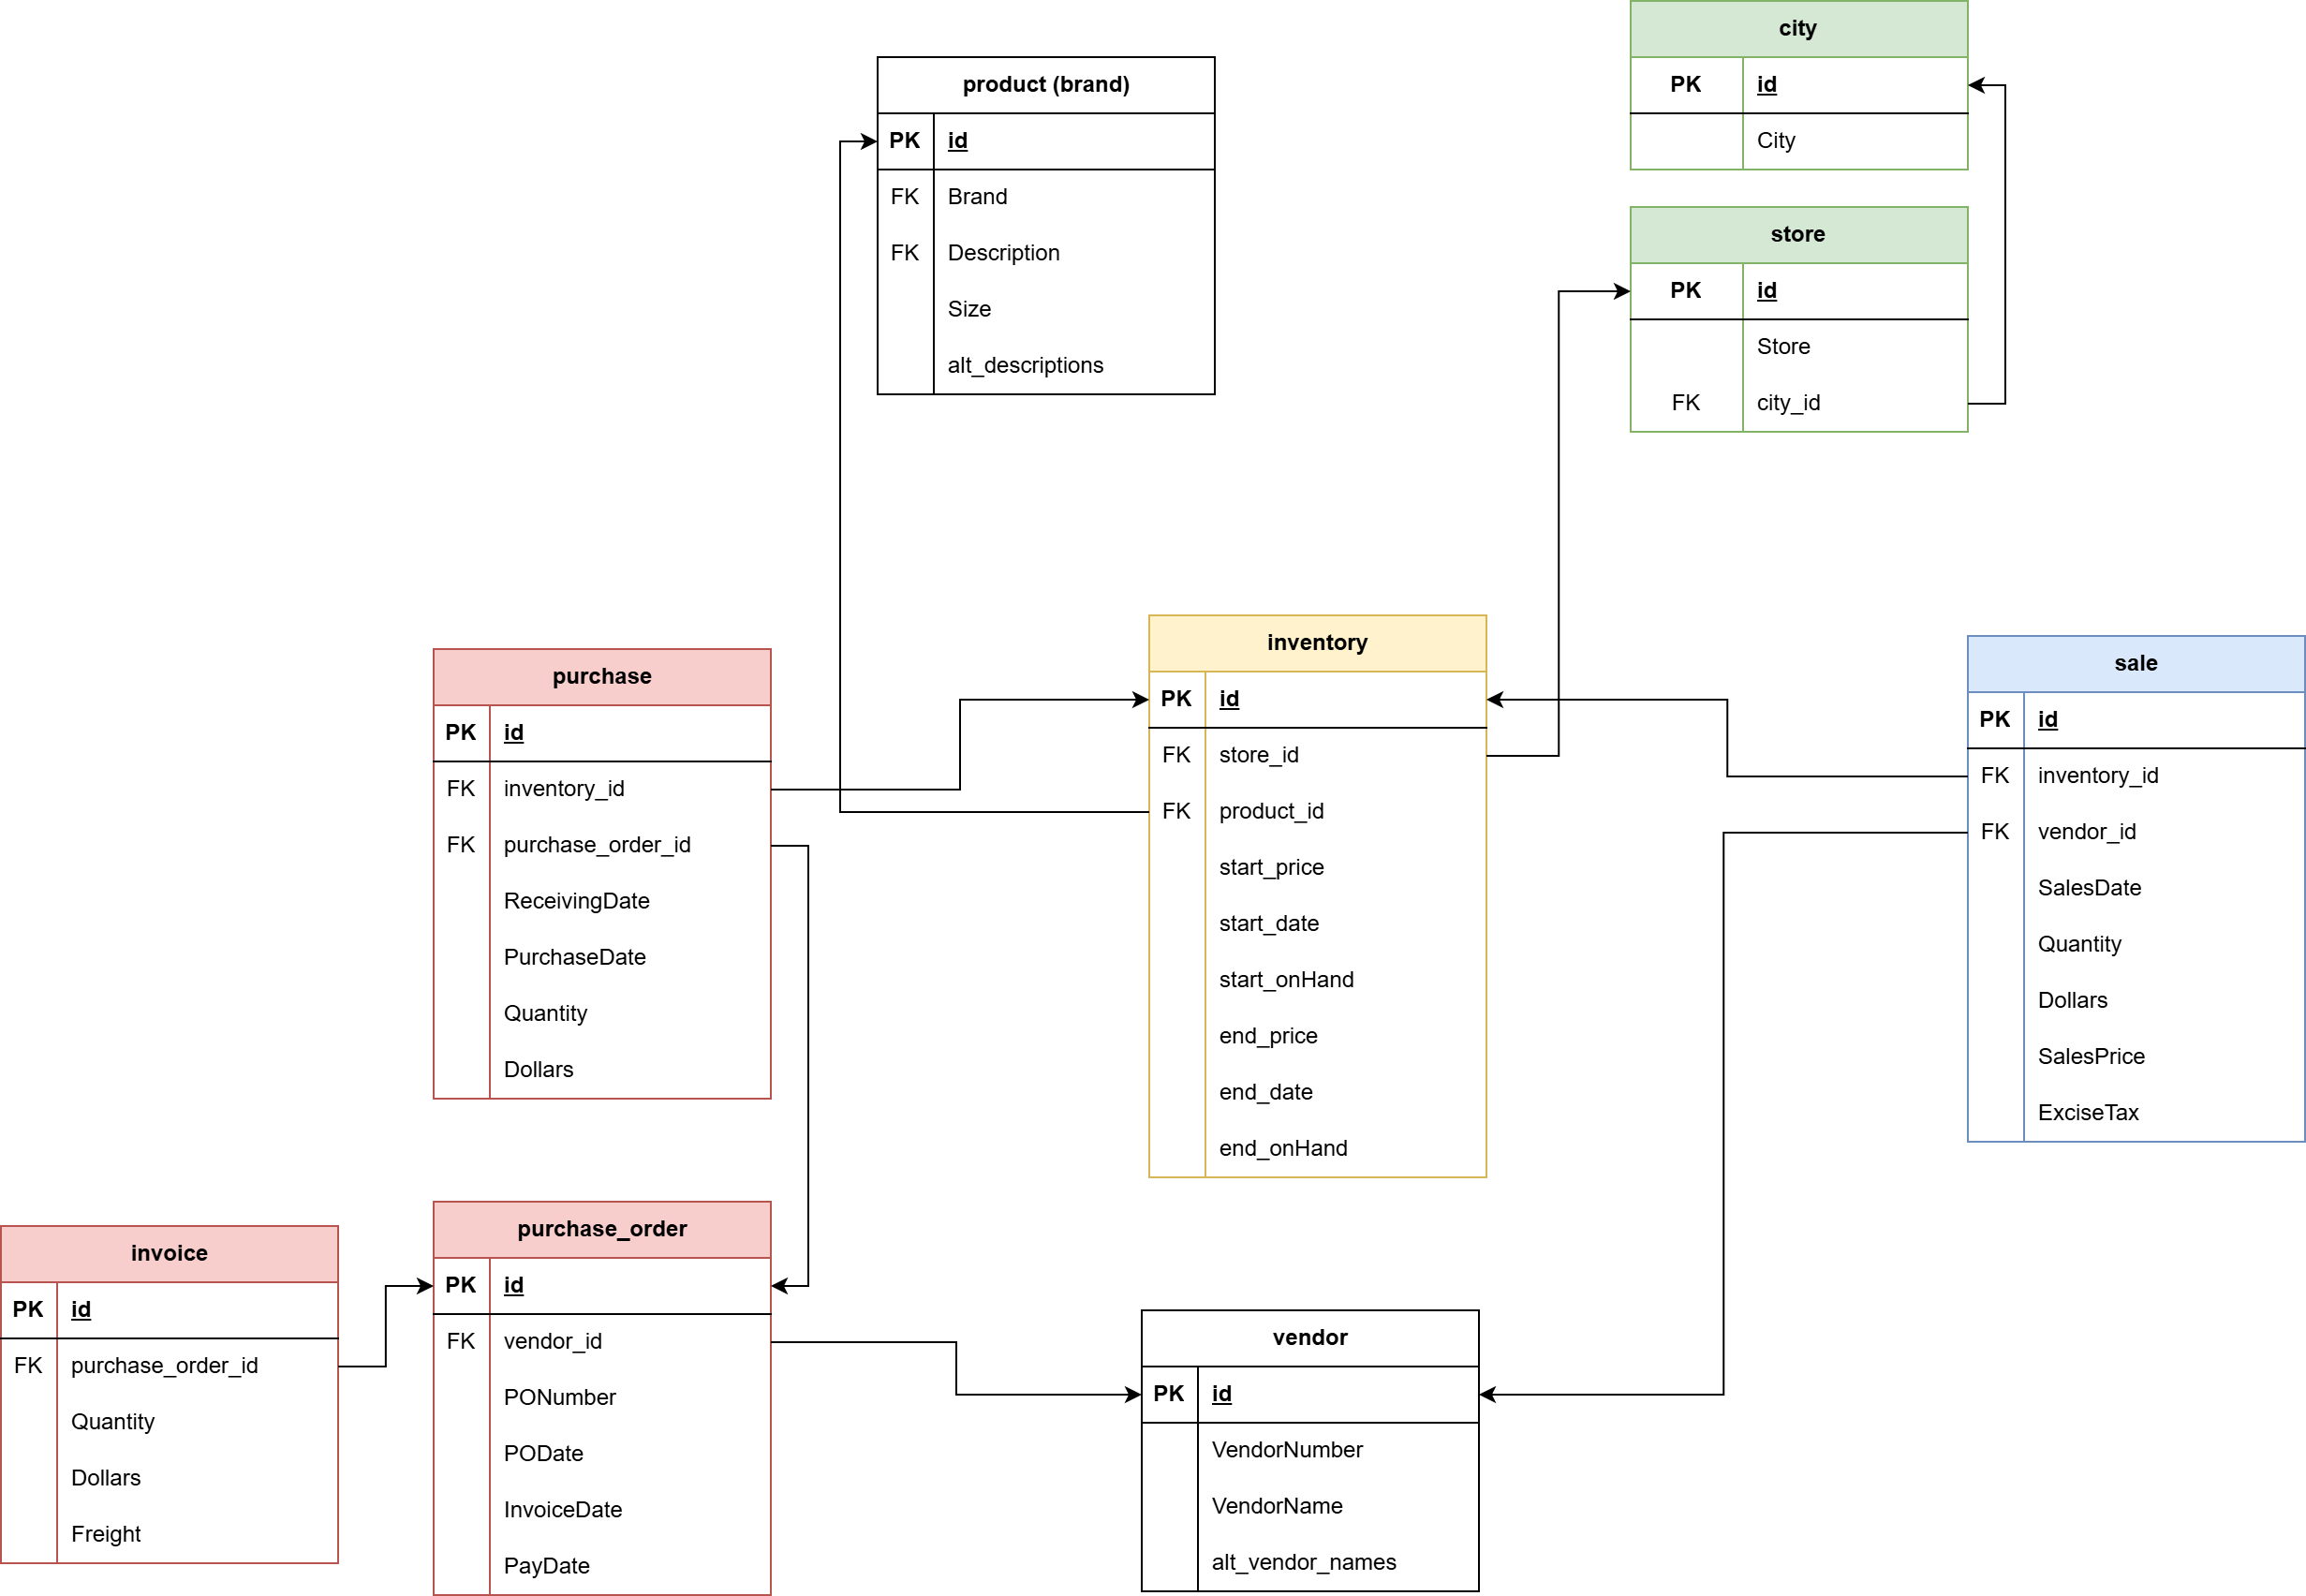 city
PK id
City
product (brand)
PK id
FK Brand
FK Description
Size
alt_descriptions
store
PK id
Store
FK city_id
purchase
PK id
FK inventory_id
FK purchase_order_id
ReceivingDate
PurchaseDate
Quantity
Dollars
inventory
PK id
FK store_id
FK product_id
start_price
start_date
start_onHand
end_price
end_date
end_onHand
sale
PK id
FK inventory_id
FK vendor_id
SalesDate
Quantity
Dollars
SalesPrice
ExciseTax
invoice
PK id
FK purchase_order_id
Quantity
Dollars
Freight
purchase_order
PK id
FK vendor_id
PONumber
PODate
InvoiceDate
PayDate
vendor
PK id
VendorNumber
VendorName
alt_vendor_names